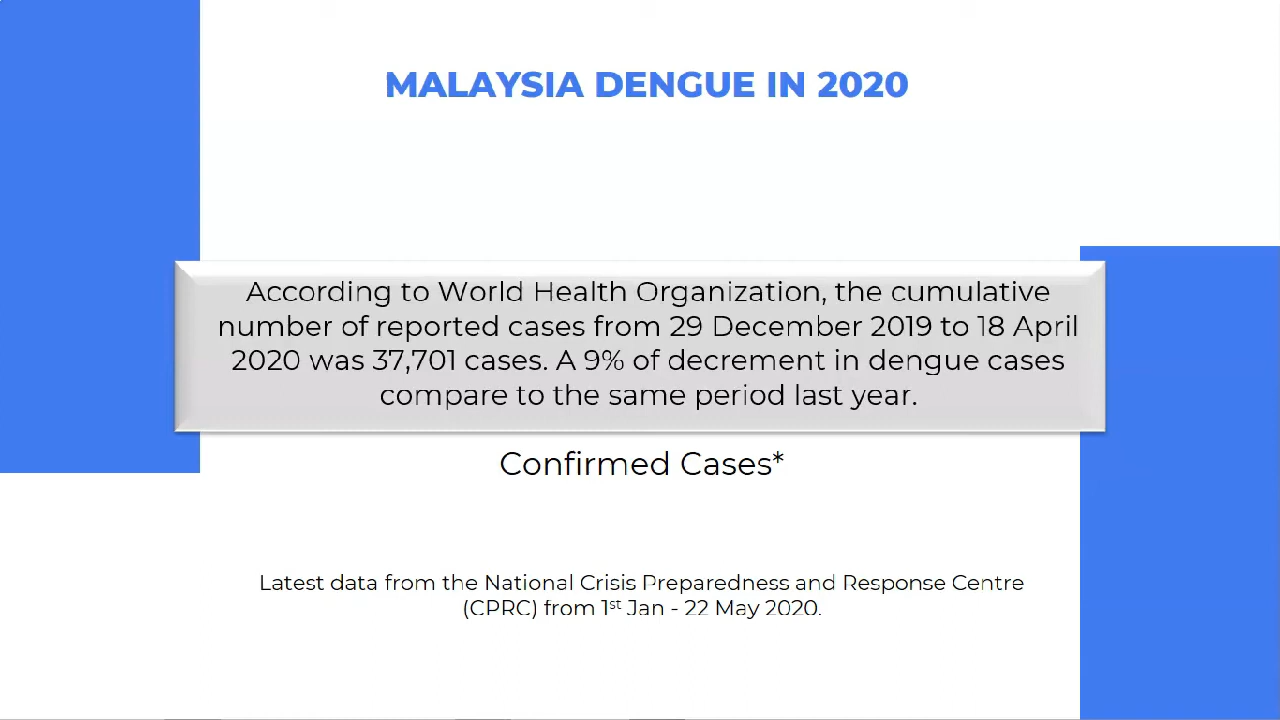 MALAYSIA DENGUE IN 2020
According to World Health Organization, the cumulative
number of reported cases from 29 December 2019 to 18 April
2020 was 37,701 cases. A 9% of decrement in dengue cases
compare to the same period last year.
Confirmed Cases*
Latest data from the National Crisis Preparedness and Response Centre
(CPRC) from 1st Jan - 22 May 2020.